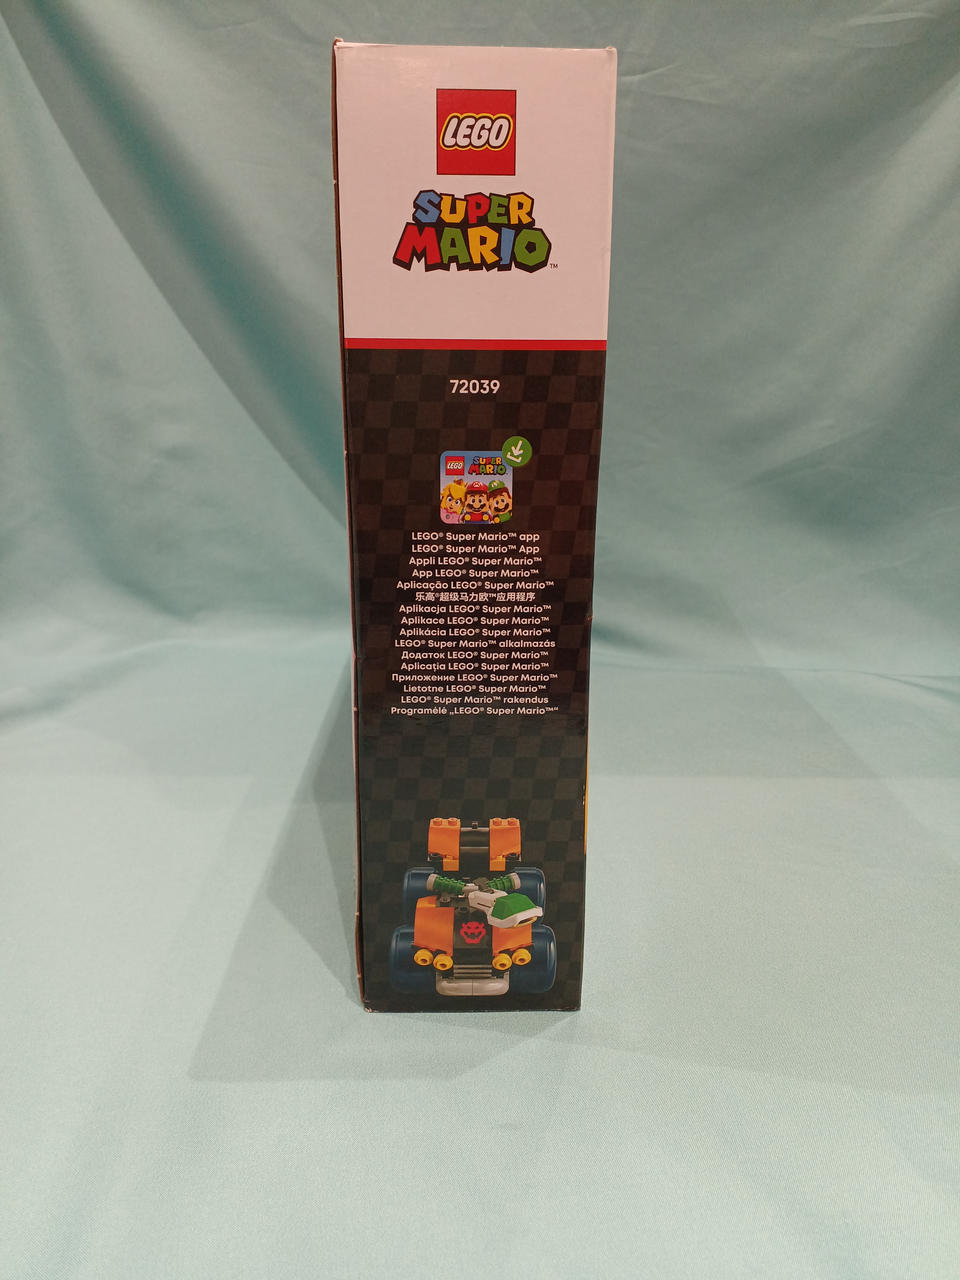 LEGO
SUPER
MARIO™
72039
LEGO SUPER
MARIO
LEGO® Super Mario™ app
LEGO® Super Mario™ App
Appli LEGO® Super Mario™
App LEGO® Super Mario™
Aplicação LEGO® Super Mario™
乐高®超级马力欧™应用程序
Aplikacja LEGO® Super Mario™
Aplikace LEGO® Super Mario™
Aplikácia LEGO® Super Mario™
LEGO® Super Mario™ alkalmazás
Додаток LEGO® Super Mario™
Aplicația LEGO® Super Mario™
Приложение LEGO® Super Mario™
Lietotne LEGO® Super Mario™
LEGO® Super Mario™ rakendus
Programėlė „LEGO® Super Mario™“